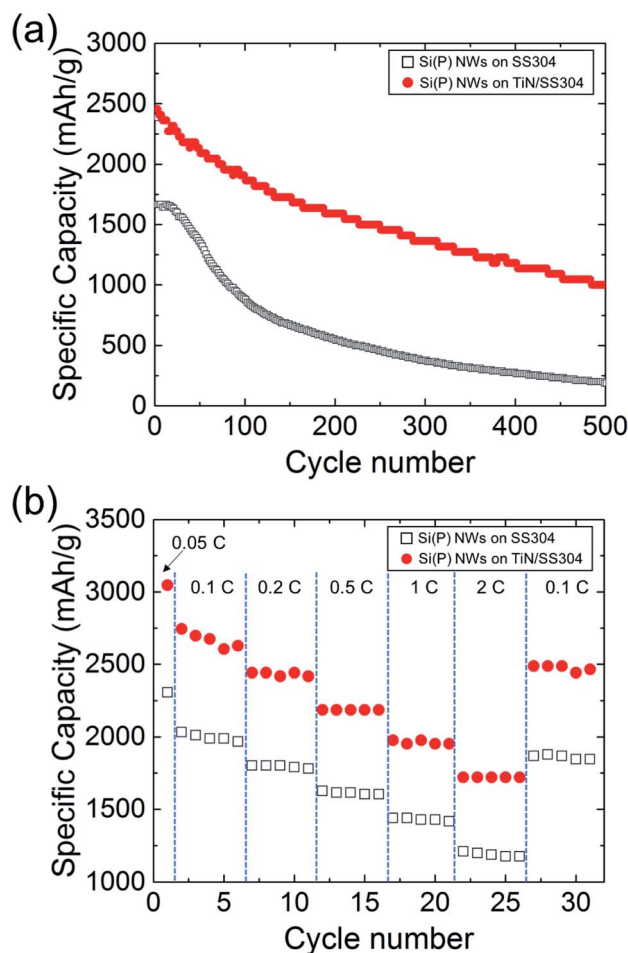 (a)
3000
2500
2000
1500
1000
500
0
Specific Capacity (mAh/g)
Si(P) NWs on SS304
Si(P) NWs on TiN/SS304
0 100 200 300 400 500
Cycle number
(b)
3500
3000
2500
2000
1500
1000
Specific Capacity (mAh/g)
Si(P) NWs on SS304
Si(P) NWs on TiN/SS304
0.05 C
0.1 C 0.2 C 0.5 C 1 C 2 C 0.1 C
0 5 10 15 20 25 30
Cycle number